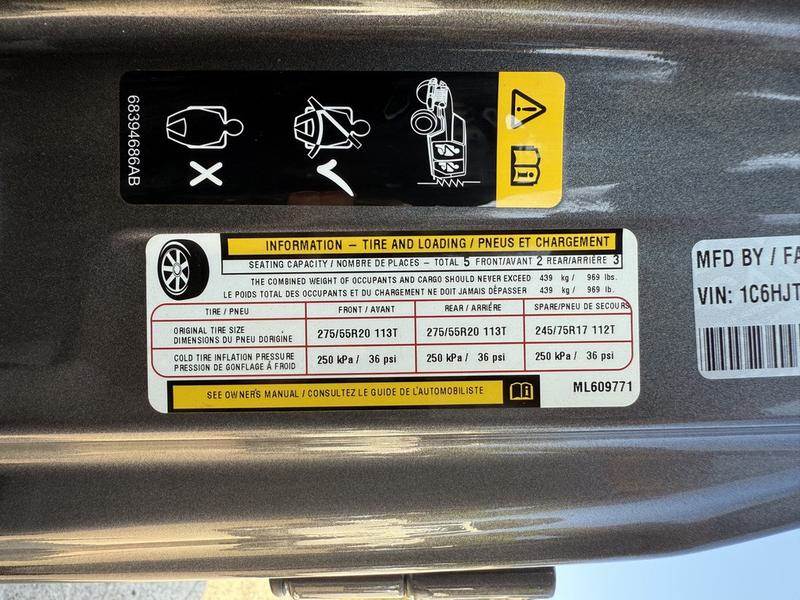 68394686AB
INFORMATION – TIRE AND LOADING / PNEUS ET CHARGEMENT
SEATING CAPACITY / NOMBRE DE PLACES – TOTAL 5 FRONT/AVANT 2 REAR/ARRIÈRE 3
THE COMBINED WEIGHT OF OCCUPANTS AND CARGO SHOULD NEVER EXCEED 439 kg / 969 lbs.
LE POIDS TOTAL DES OCCUPANTS ET DU CHARGEMENT NE DOIT JAMAIS DÉPASSER 439 kg / 969 lb.
TIRE / PNEU FRONT / AVANT REAR / ARRIÉRE SPARE/PNEU DE SECOURS
ORIGINAL TIRE SIZE
DIMENSIONS DU PNEU DORIGINE 275/55R20 113T 275/55R20 113T 245/75R17 112T
COLD TIRE INFLATION PRESSURE
PRESSION DE GONFLAGE À FROID 250 kPa / 36 psi 250 kPa / 36 psi 250 kPa / 36 psi
SEE OWNER'S MANUAL / CONSULTEZ LE GUIDE DE L'AUTOMOBILISTE
ML609771
MFD BY / FA
VIN: 1C6HJT